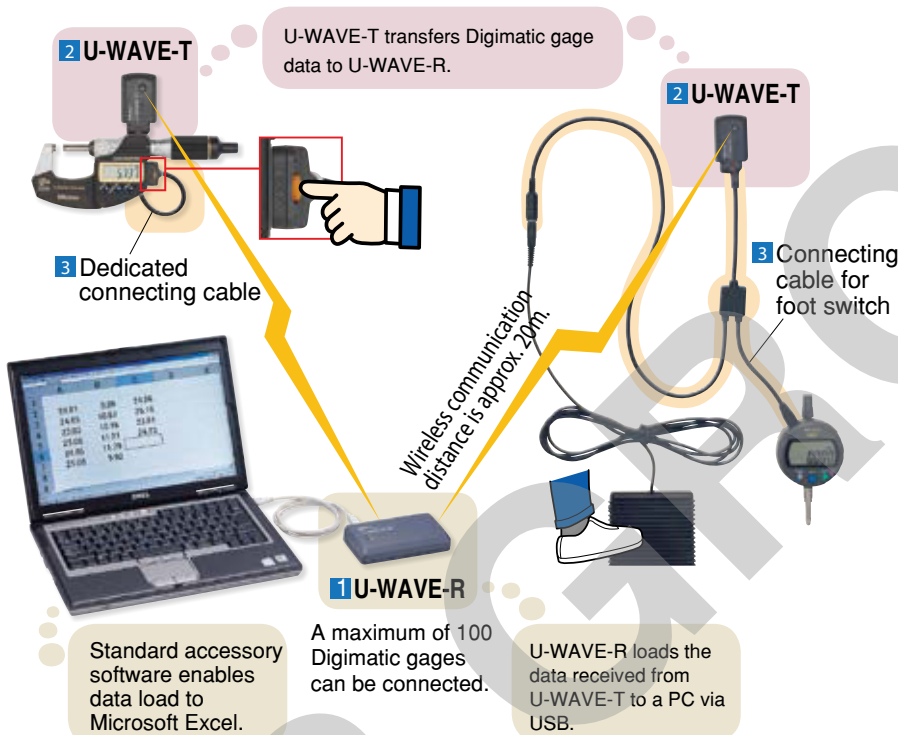 2 U-WAVE-T
U-WAVE-T transfers Digimatic gage
data to U-WAVE-R.
2 U-WAVE-T
3 Dedicated
connecting cable
3 Connecting
cable for
foot switch
Wireless communication
distance is approx. 20m.
DELL
1 U-WAVE-R
A maximum of 100
Digimatic gages
can be connected.
Standard accessory
software enables
data load to
Microsoft Excel.
U-WAVE-R loads the
data received from
U-WAVE-T to a PC via
USB.